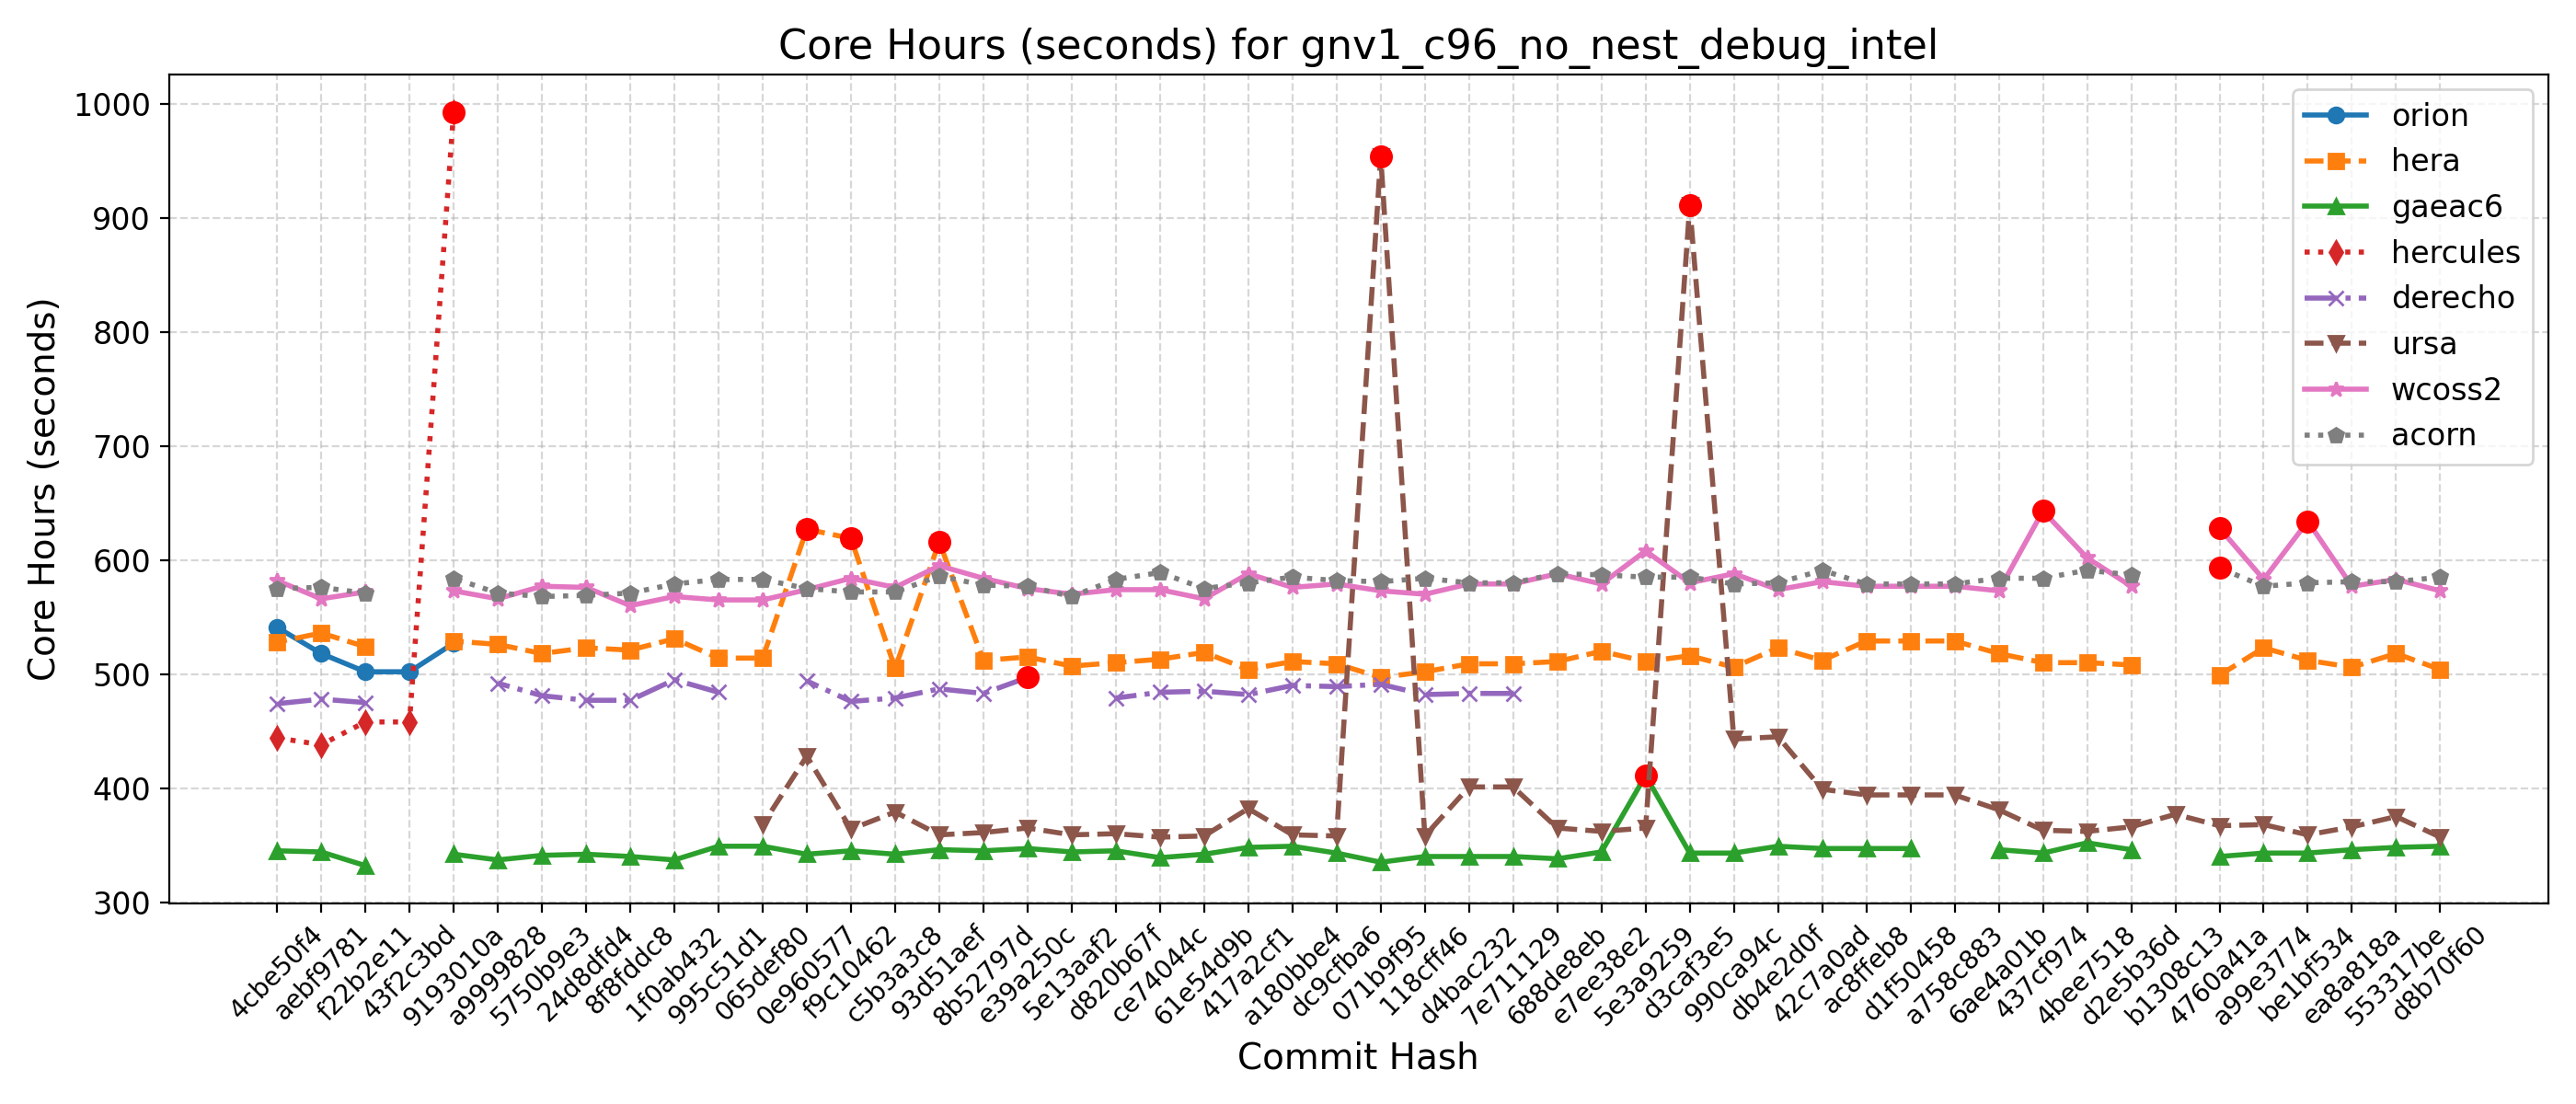 Core Hours (seconds) for gnv1_c96_no_nest_debug_intel
Core Hours (seconds)
1000
900
800
700
600
500
400
300
orion
hera
gaeac6
hercules
derecho
ursa
wcoss2
acorn
4cbe50f4
aebf9781
f22b2e11
43f2c3bd
9193010a
a9999828
5750b9e3
24d8dfd4
8f8fddc8
1f0ab432
995c51d1
065def80
0e960577
f9c10462
c5b3a3c8
93d51aef
8b52797d
e39a250c
5e13aaf2
d820b67f
ce74044c
61e54d9b
417a2cf1
a180bbe4
dc9cfba6
071b9f95
118cff46
d4bac232
7e711129
688de8eb
e7ee38e2
5e3a9259
d3caf3e5
990ca94c
db4e2d0f
42c7a0ad
ac8ffeb8
d1f50458
a758c883
6ae4a01b
437cf974
4bee7518
d2e5b36d
b1308c13
4760a41a
a99e3774
be1bf534
ea8a818a
553317be
d8b70f60
Commit Hash